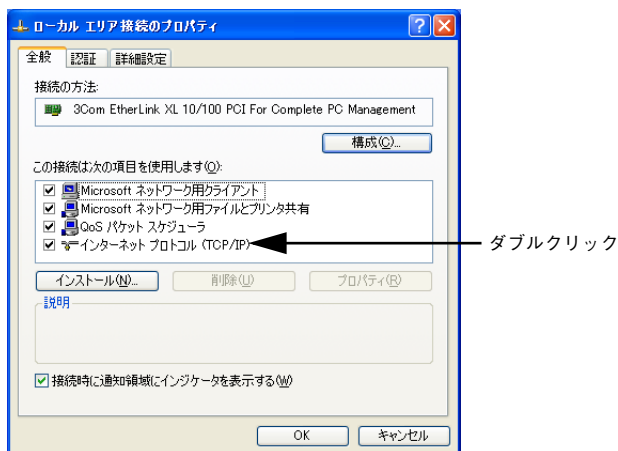 ローカル エリア接続のプロパティ
全般 認証 詳細設定
接続の方法:
3Com EtherLink XL 10/100 PCI For Complete PC Management
構成(C)...
この接続は次の項目を使用します(O):
Microsoft ネットワーク用クライアント
Microsoft ネットワーク用ファイルとプリンタ共有
QoS パケット スケジューラ
インターネット プロトコル (TCP/IP)
ダブルクリック
インストール(N)... 削除(U) プロパティ(R)
説明
接続時に通知領域にインジケータを表示する(W)
OK キャンセル